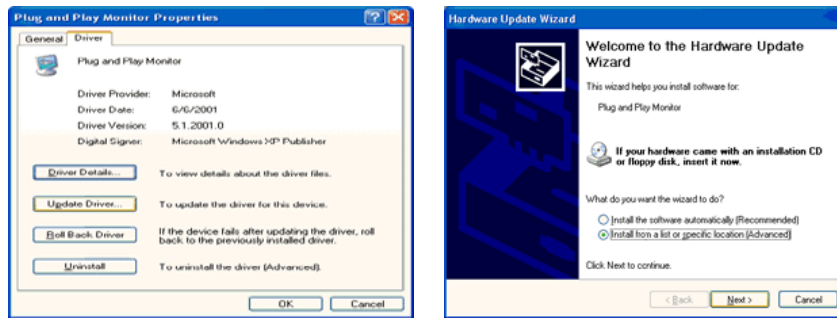 Plug and Play Monitor Properties
General Driver
Plug and Play Monitor
Driver Provider: Microsoft
Driver Date: 6/6/2001
Driver Version: 5.1.2001.0
Digital Signer: Microsoft Windows XP Publisher
Driver Details... To view details about the driver files.
Update Driver... To update the driver for this device.
Roll Back Driver If the device fails after updating the driver, roll
back to the previously installed driver.
Uninstall To uninstall the driver (Advanced).
OK Cancel
Hardware Update Wizard
Welcome to the Hardware Update
Wizard
This wizard helps you install software for:
Plug and Play Monitor
If your hardware came with an installation CD
or floppy disk, insert it now.
What do you want the wizard to do?
Install the software automatically (Recommended)
Install from a list or specific location (Advanced)
Click Next to continue.
< Back Next > Cancel